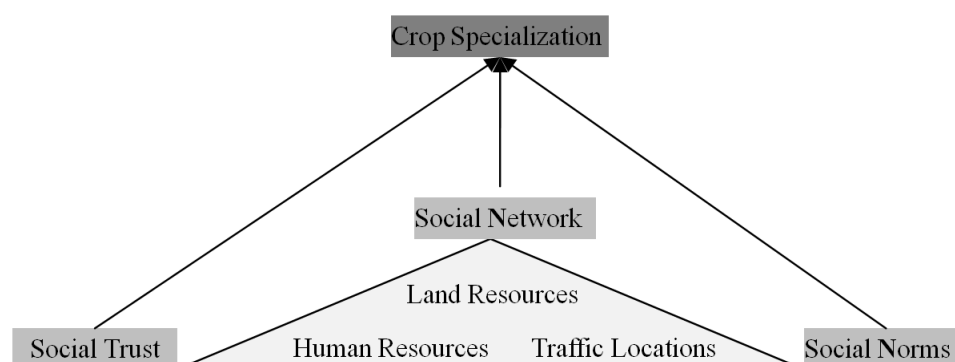 Crop Specialization
Social Network
Land Resources
Social Trust
Human Resources
Traffic Locations
Social Norms